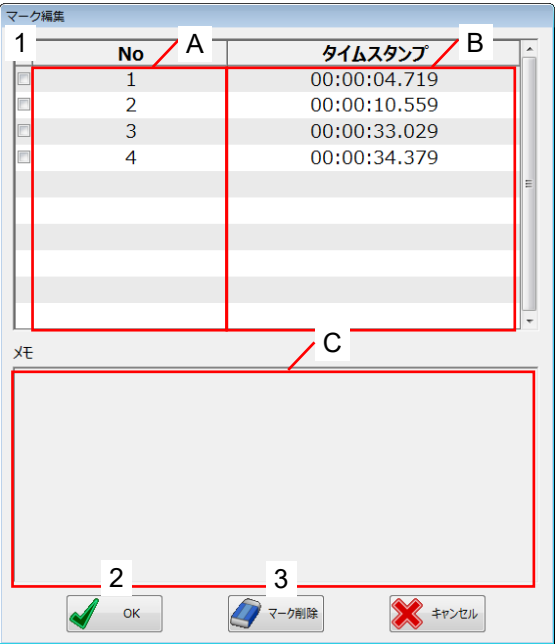 マーク編集
1
No
A
タイムスタンプ
B
1 00:00:04.719
2 00:00:10.559
3 00:00:33.029
4 00:00:34.379
C
メモ
2
3
OK
マーク削除
キャンセル